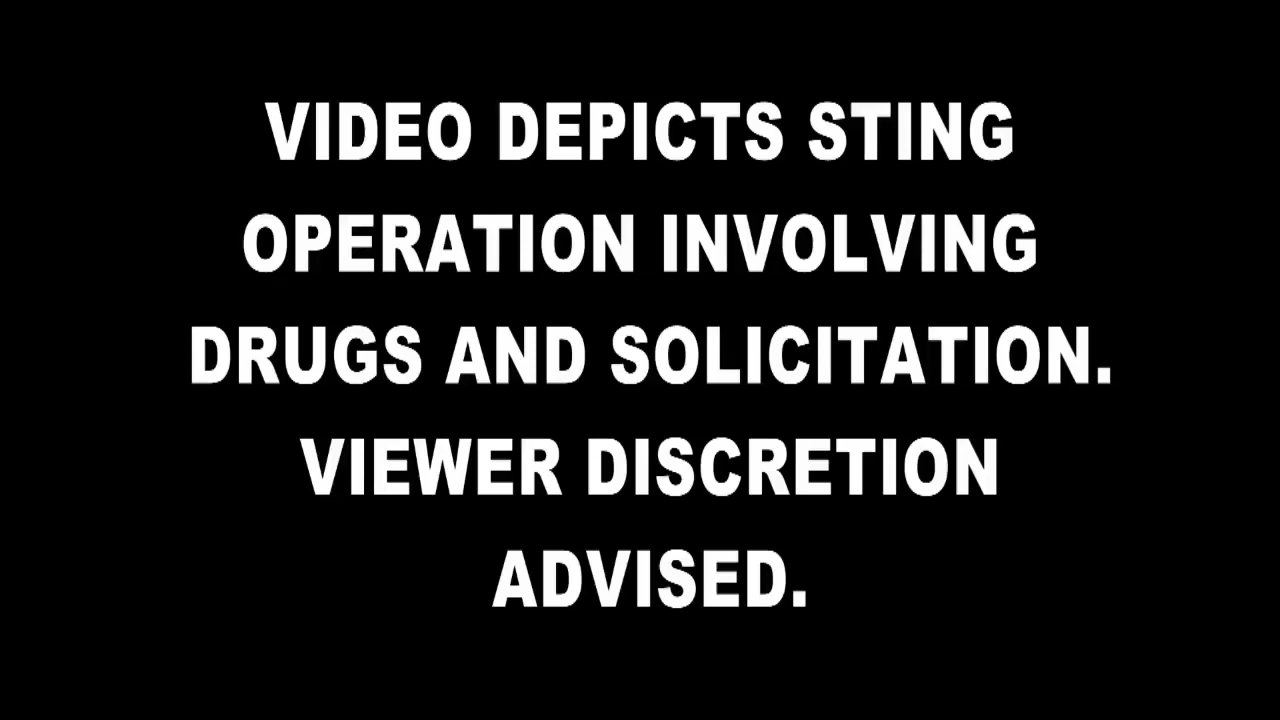 VIDEO DEPICTS STING
OPERATION INVOLVING
DRUGS AND SOLICITATION.
VIEWER DISCRETION
ADVISED.